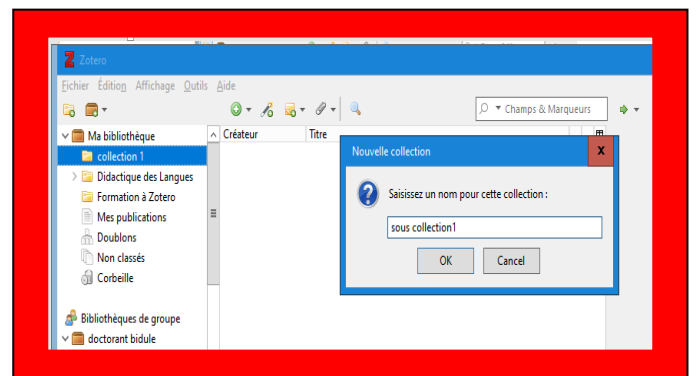 Z Zotero
Fichier Édition Affichage Outils Aide
Champs & Marqueurs
Créateur Titre
Ma bibliothèque
collection 1
Didactique des Langues
Formation à Zotero
Mes publications
Doublons
Non classés
Corbeille
Bibliothèques de groupe
doctorant bidule
Nouvelle collection
X
Saisissez un nom pour cette collection :
sous collection1
OK Cancel